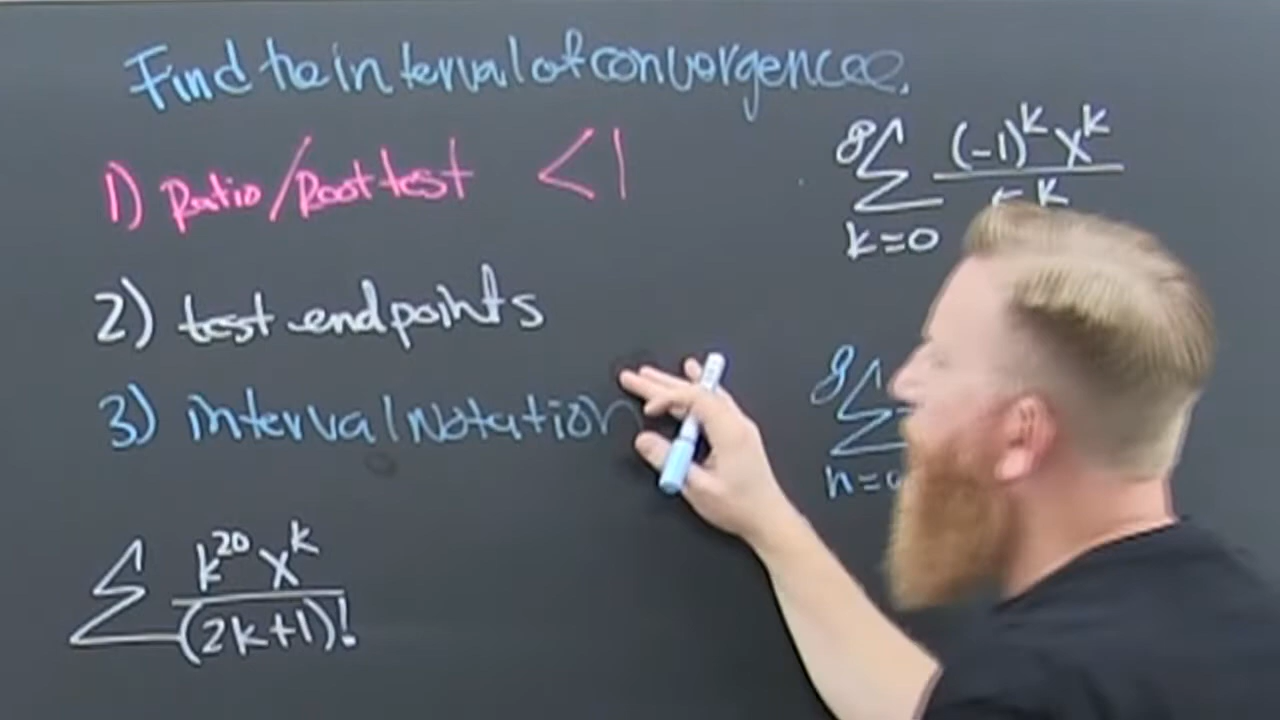 Find the interval of convergence.
1) Ratio/Root test < 1
2) test endpoints
3) interval Notation
∞ Σ k=0 (-1)^k x^k
∞ Σ n=
Σ k^20 x^k / (2k+1)!